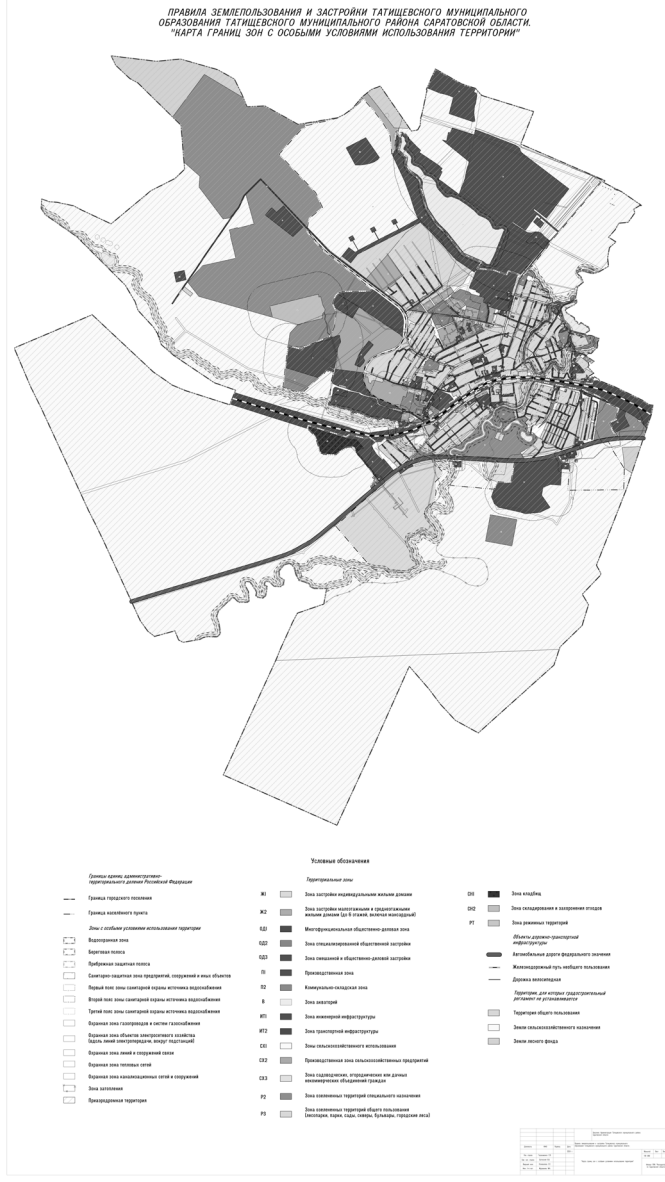 ПРАВИЛА ЗЕМЛЕПОЛЬЗОВАНИЯ И ЗАСТРОЙКИ ТАТИЩЕВСКОГО МУНИЦИПАЛЬНОГО
ОБРАЗОВАНИЯ ТАТИЩЕВСКОГО МУНИЦИПАЛЬНОГО РАЙОНА САРАТОВСКОЙ ОБЛАСТИ.
"КАРТА ГРАНИЦ ЗОН С ОСОБЫМИ УСЛОВИЯМИ ИСПОЛЬЗОВАНИЯ ТЕРРИТОРИИ"
Условные обозначения
Границы единиц административно-
территориального деления Российской Федерации
Граница городского поселения
Граница населённого пункта
Зоны с особыми условиями использования территории
Водоохранная зона
Береговая полоса
Прибрежная защитная полоса
Санитарно-защитная зона предприятий, сооружений и иных объектов
Первый пояс зоны санитарной охраны источника водоснабжения
Второй пояс зоны санитарной охраны источника водоснабжения
Третий пояс зоны санитарной охраны источника водоснабжения
Охранная зона газопроводов и систем газоснабжения
Охранная зона объектов электросетевого хозяйства
(вдоль линий электропередачи, вокруг подстанций)
Охранная зона линий и сооружений связи
Охранная зона тепловых сетей
Охранная зона канализационных сетей и сооружений
Зона затопления
Приаэродромная территория
Территориальные зоны
Ж1 Зона застройки индивидуальными жилыми домами
Ж2 Зона застройки малоэтажными и среднеэтажными
жилыми домами (до 6 этажей, включая мансардный)
ОД1 Многофункциональная общественно-деловая зона
ОД2 Зона специализированной общественной застройки
ОД3 Зона смешанной и общественно-деловой застройки
П1 Производственная зона
П2 Коммунально-складская зона
В Зона акваторий
ИТ1 Зона инженерной инфраструктуры
ИТ2 Зона транспортной инфраструктуры
СХ1 Зоны сельскохозяйственного использования
СХ2 Производственная зона сельскохозяйственных предприятий
СХ3 Зона садоводческих, огороднических или дачных
некоммерческих объединений граждан
Р2 Зона озелененных территорий специального назначения
Р3 Зона озелененных территорий общего пользования
(лесопарки, парки, сады, скверы, бульвары, городские леса)
СН1 Зона кладбищ
СН2 Зона складирования и захоронения отходов
РТ Зона режимных территорий
Объекты дорожно-транспортной
инфраструктуры
Автомобильные дороги федерального значения
Железнодорожный путь необщего пользования
Дорожка велосипедная
Территории, для которых градостроительный
регламент не устанавливается
Территория общего пользования
Земли сельскохозяйственного назначения
Земли лесного фонда